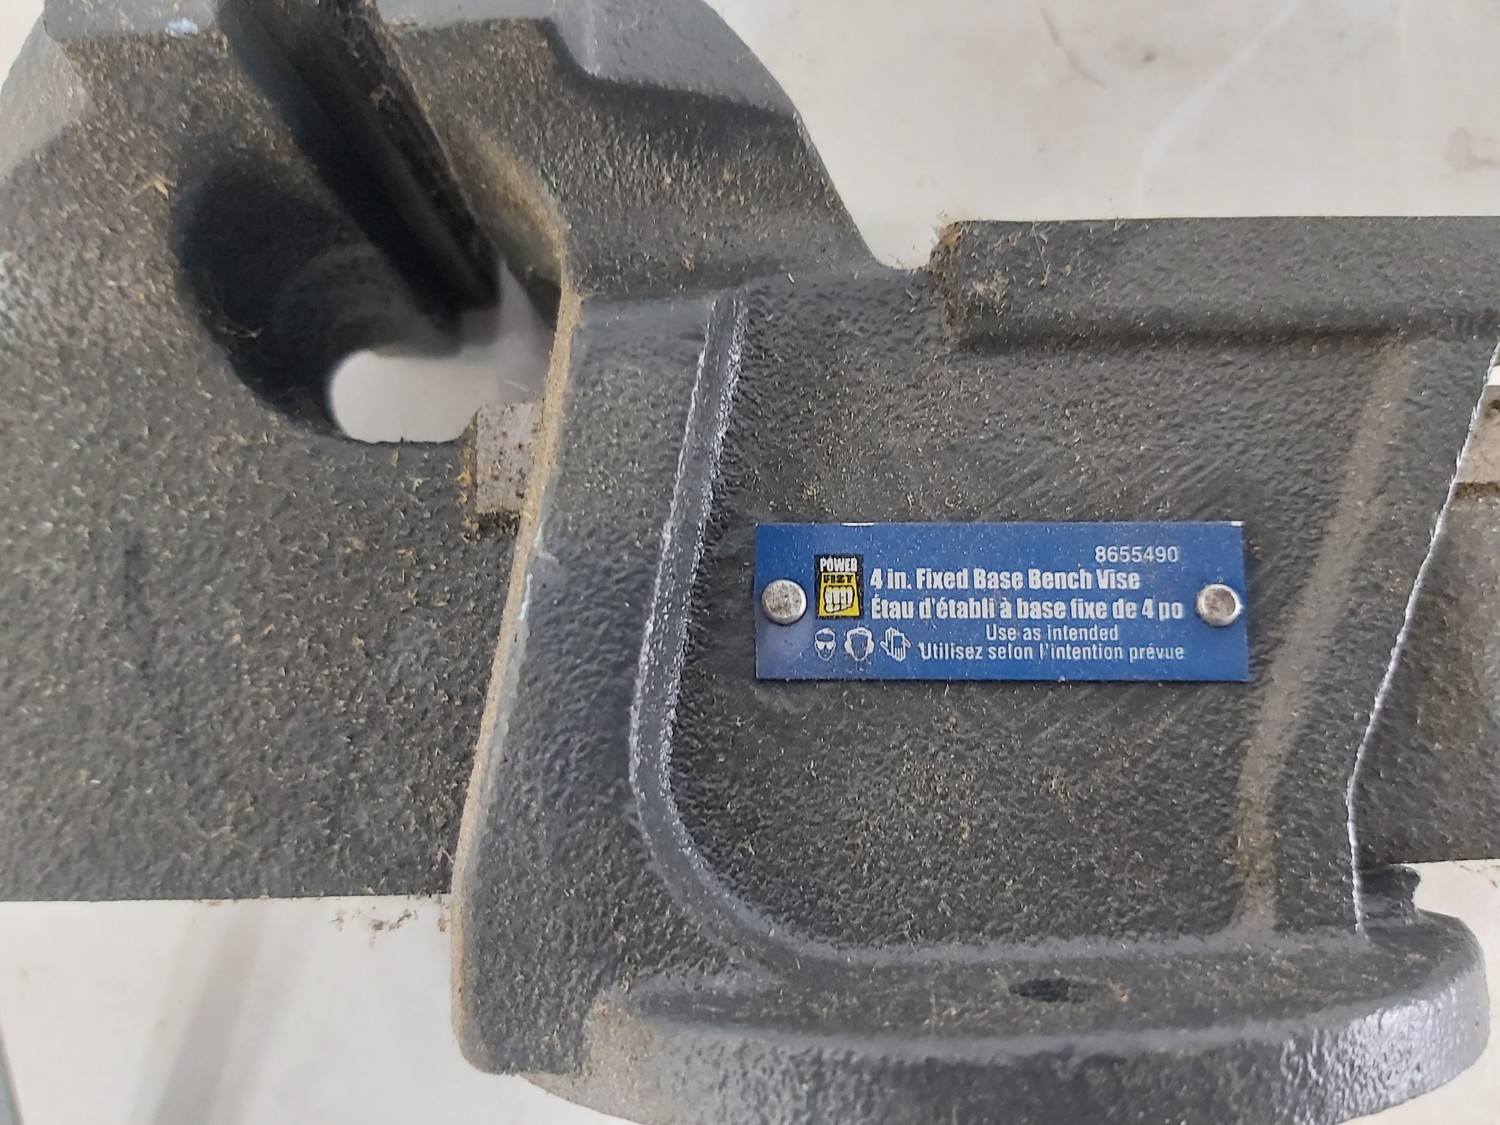 8655490
POWER
FIST
4 in. Fixed Base Bench Vise
Étau d'établi à base fixe de 4 po
Use as intended
Utilisez selon l'intention prévue